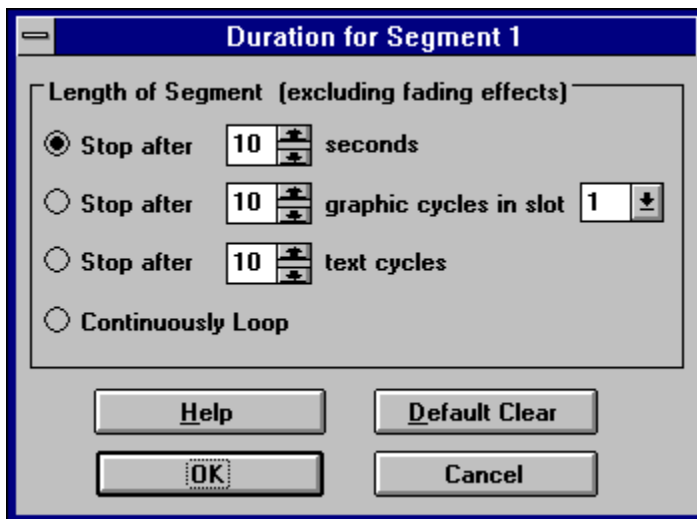 Duration for Segment 1
Length of Segment (excluding fading effects)
Stop after 10 seconds
Stop after 10 graphic cycles in slot 1
Stop after 10 text cycles
Continuously Loop
Help Default Clear
OK Cancel